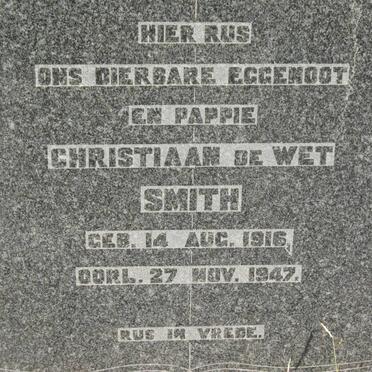 HIER RUS
ONS DIERBARE EGGENOOT
EN PAPPIE
CHRISTIAAN DE WET
SMITH
GEB. 14 AUG. 1916
OORL. 27 NOV. 1947.
RUS IN VREDE.